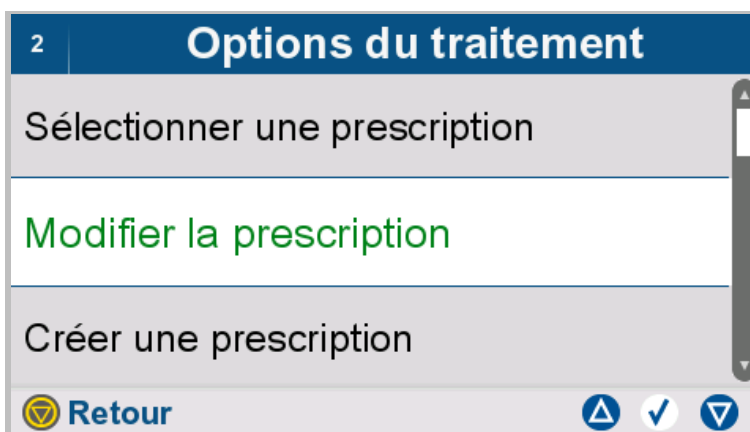 2 Options du traitement
Sélectionner une prescription
Modifier la prescription
Créer une prescription
Retour